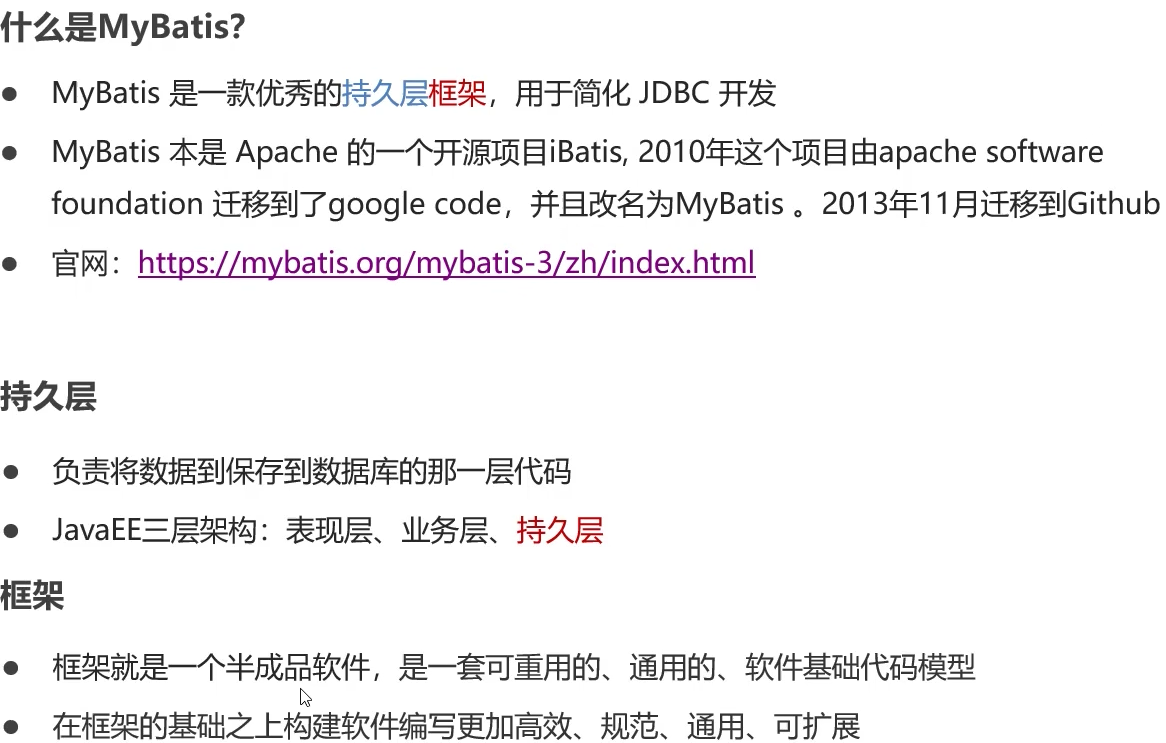 什么是MyBatis?
● MyBatis 是一款优秀的持久层框架，用于简化 JDBC 开发
● MyBatis 本是 Apache 的一个开源项目iBatis, 2010年这个项目由apache software
foundation 迁移到了google code，并且改名为MyBatis 。2013年11月迁移到Github
● 官网：https://mybatis.org/mybatis-3/zh/index.html
持久层
● 负责将数据到保存到数据库的那一层代码
● JavaEE三层架构：表现层、业务层、持久层
框架
● 框架就是一个半成品软件，是一套可重用的、通用的、软件基础代码模型
● 在框架的基础之上构建软件编写更加高效、规范、通用、可扩展